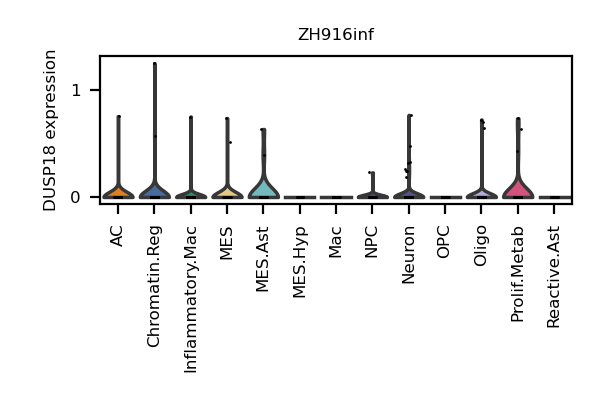 ZH916inf
DUSP18 expression
1
0
AC
Chromatin.Reg
Inflammatory.Mac
MES
MES.Ast
MES.Hyp
Mac
NPC
Neuron
OPC
Oligo
Prolif.Metab
Reactive.Ast